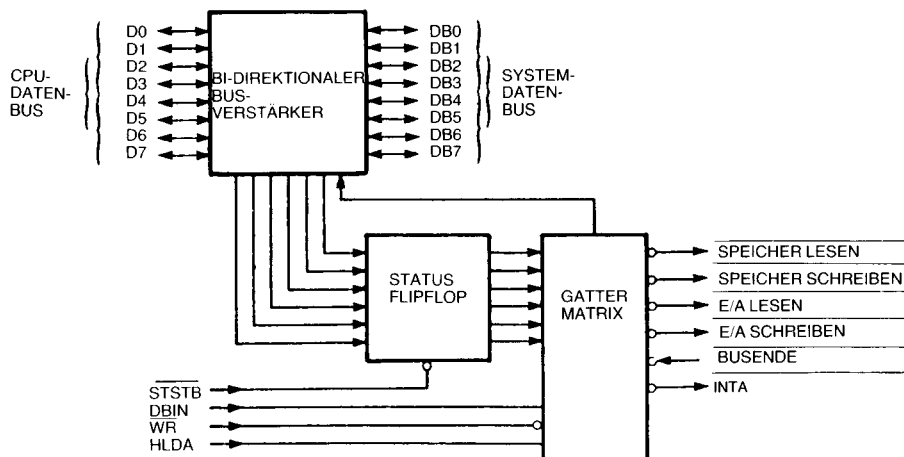 D0
D1
D2
D3
D4
D5
D6
D7
CPU-
DATEN-
BUS
BI-DIREKTIONALER
BUS-
VERSTÄRKER
DB0
DB1
DB2
DB3
DB4
DB5
DB6
DB7
SYSTEM-
DATEN-
BUS
STATUS
FLIPFLOP
GATTER
MATRIX
SPEICHER LESEN
SPEICHER SCHREIBEN
E/A LESEN
E/A SCHREIBEN
BUSENDE
INTA
STSTB
DBIN
WR
HLDA